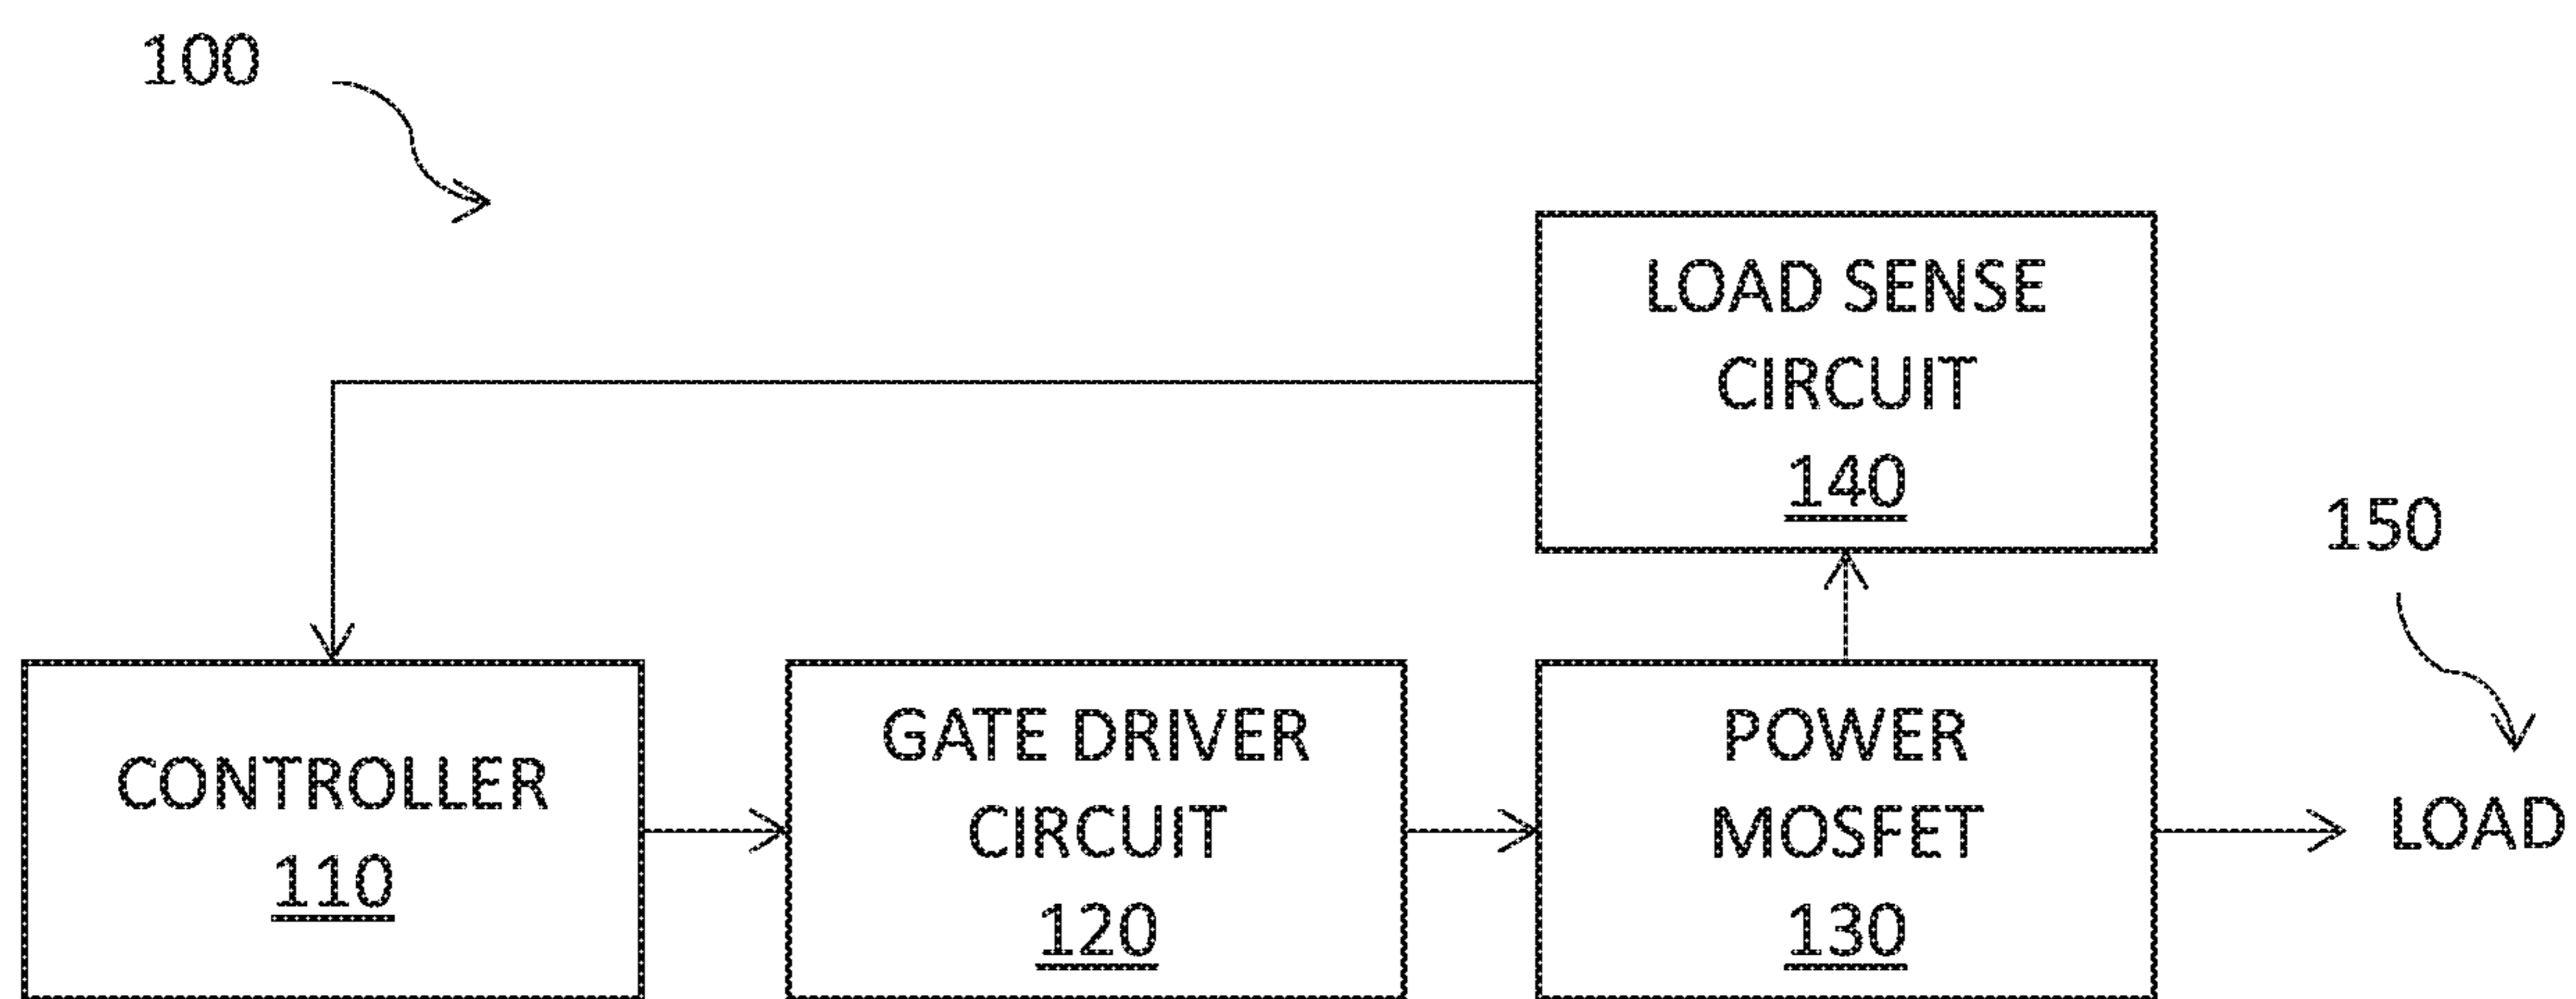 100
LOAD SENSE
CIRCUIT
140
150
CONTROLLER
110
GATE DRIVER
CIRCUIT
120
POWER
MOSFET
130
LOAD